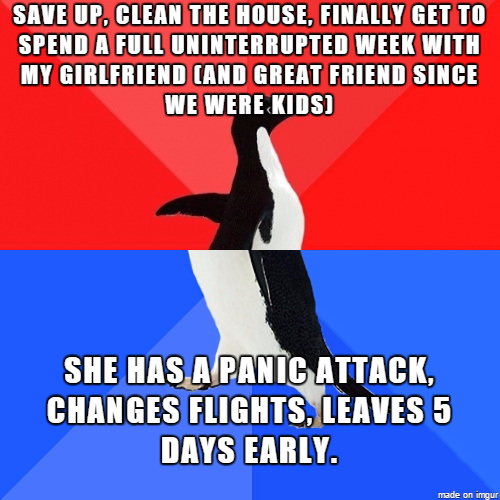 SAVE UP, CLEAN THE HOUSE, FINALLY GET TO
SPEND A FULL UNINTERRUPTED WEEK WITH
MY GIRLFRIEND (AND GREAT FRIEND SINCE
WE WERE KIDS)
SHE HAS A PANIC ATTACK,
CHANGES FLIGHTS, LEAVES 5
DAYS EARLY.
made on imgur